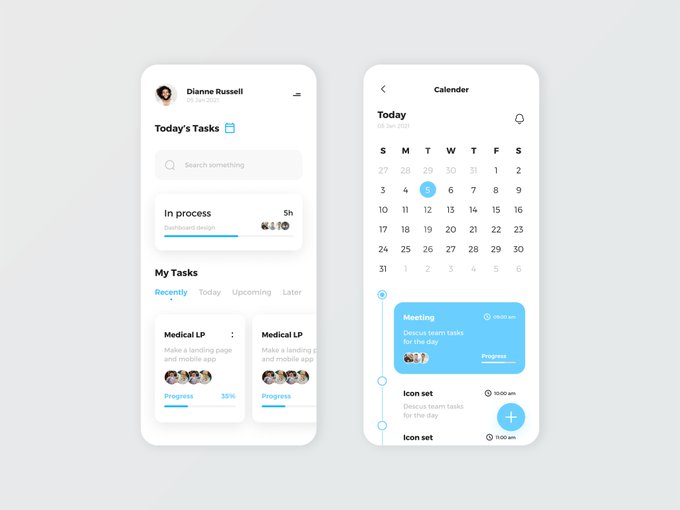 Dianne Russell
05 Jan 2021
Today's Tasks
Search something
In process
5h
Dashboard design
My Tasks
Recently Today Upcoming Later
Medical LP
Make a landing page
and mobile app
Progress 35%
Medical LP
Make a landing p
and mobile app
Progress
Calender
Today
05 Jan 2021
S M T W T F S
27 28 29 30 31 1 2
3 4 5 6 7 8 9
10 11 12 13 14 15 16
17 18 19 20 21 22 23
24 25 26 27 28 29 30
31 1 2 3 4 5 6
Meeting
09:00 am
Descus team tasks
for the day
Progress
Icon set
10:00 am
Descus team tasks
for the day
Icon set
11:00 am